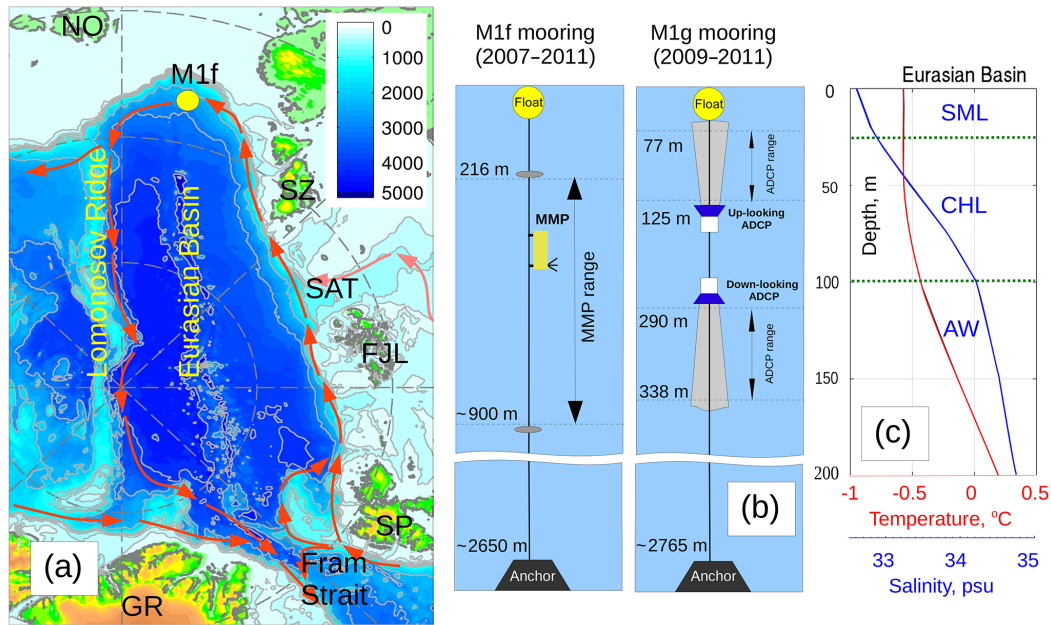 NO
M1f
0
1000
2000
3000
4000
5000
SZ
Lomonosov Ridge
Eurasian Basin
SAT
FJL
SP
Fram
Strait
GR
(a)
M1f mooring
(2007–2011)
Float
216 m
MMP
MMP range
~900 m
~2650 m
Anchor
M1g mooring
(2009–2011)
Float
77 m
ADCP range
125 m
Up-looking
ADCP
Down-looking
ADCP
290 m
ADCP range
338 m
(b)
~2765 m
Anchor
Eurasian Basin
0
SML
50
Depth, m
CHL
100
AW
150
(c)
200
-1 -0.5 0 0.5
Temperature, °C
33 34 35
Salinity, psu